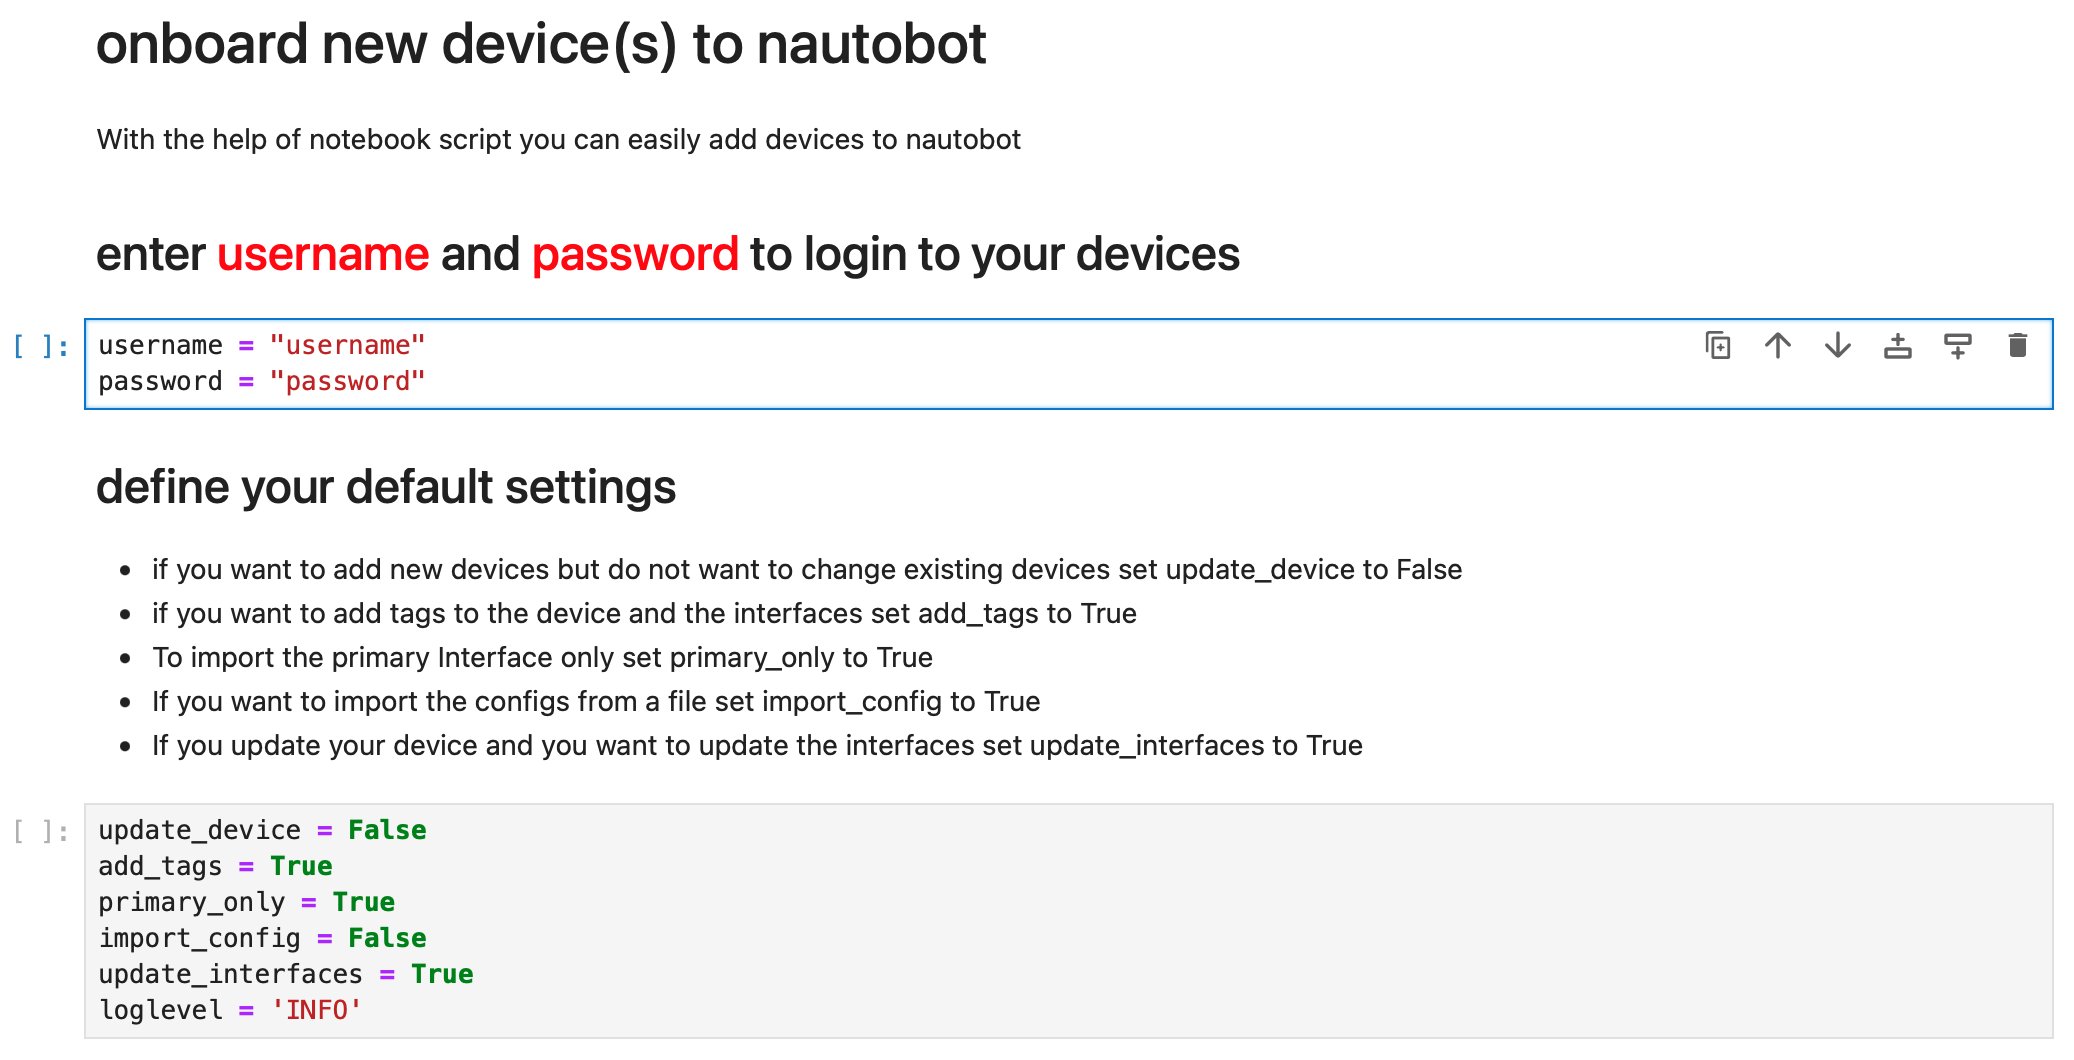 onboard new device(s) to nautobot
With the help of notebook script you can easily add devices to nautobot
enter username and password to login to your devices
[ ]: username = "username"
password = "password"
define your default settings
• if you want to add new devices but do not want to change existing devices set update_device to False
• if you want to add tags to the device and the interfaces set add_tags to True
• To import the primary Interface only set primary_only to True
• If you want to import the configs from a file set import_config to True
• If you update your device and you want to update the interfaces set update_interfaces to True
[ ]: update_device = False
add_tags = True
primary_only = True
import_config = False
update_interfaces = True
loglevel = 'INFO'